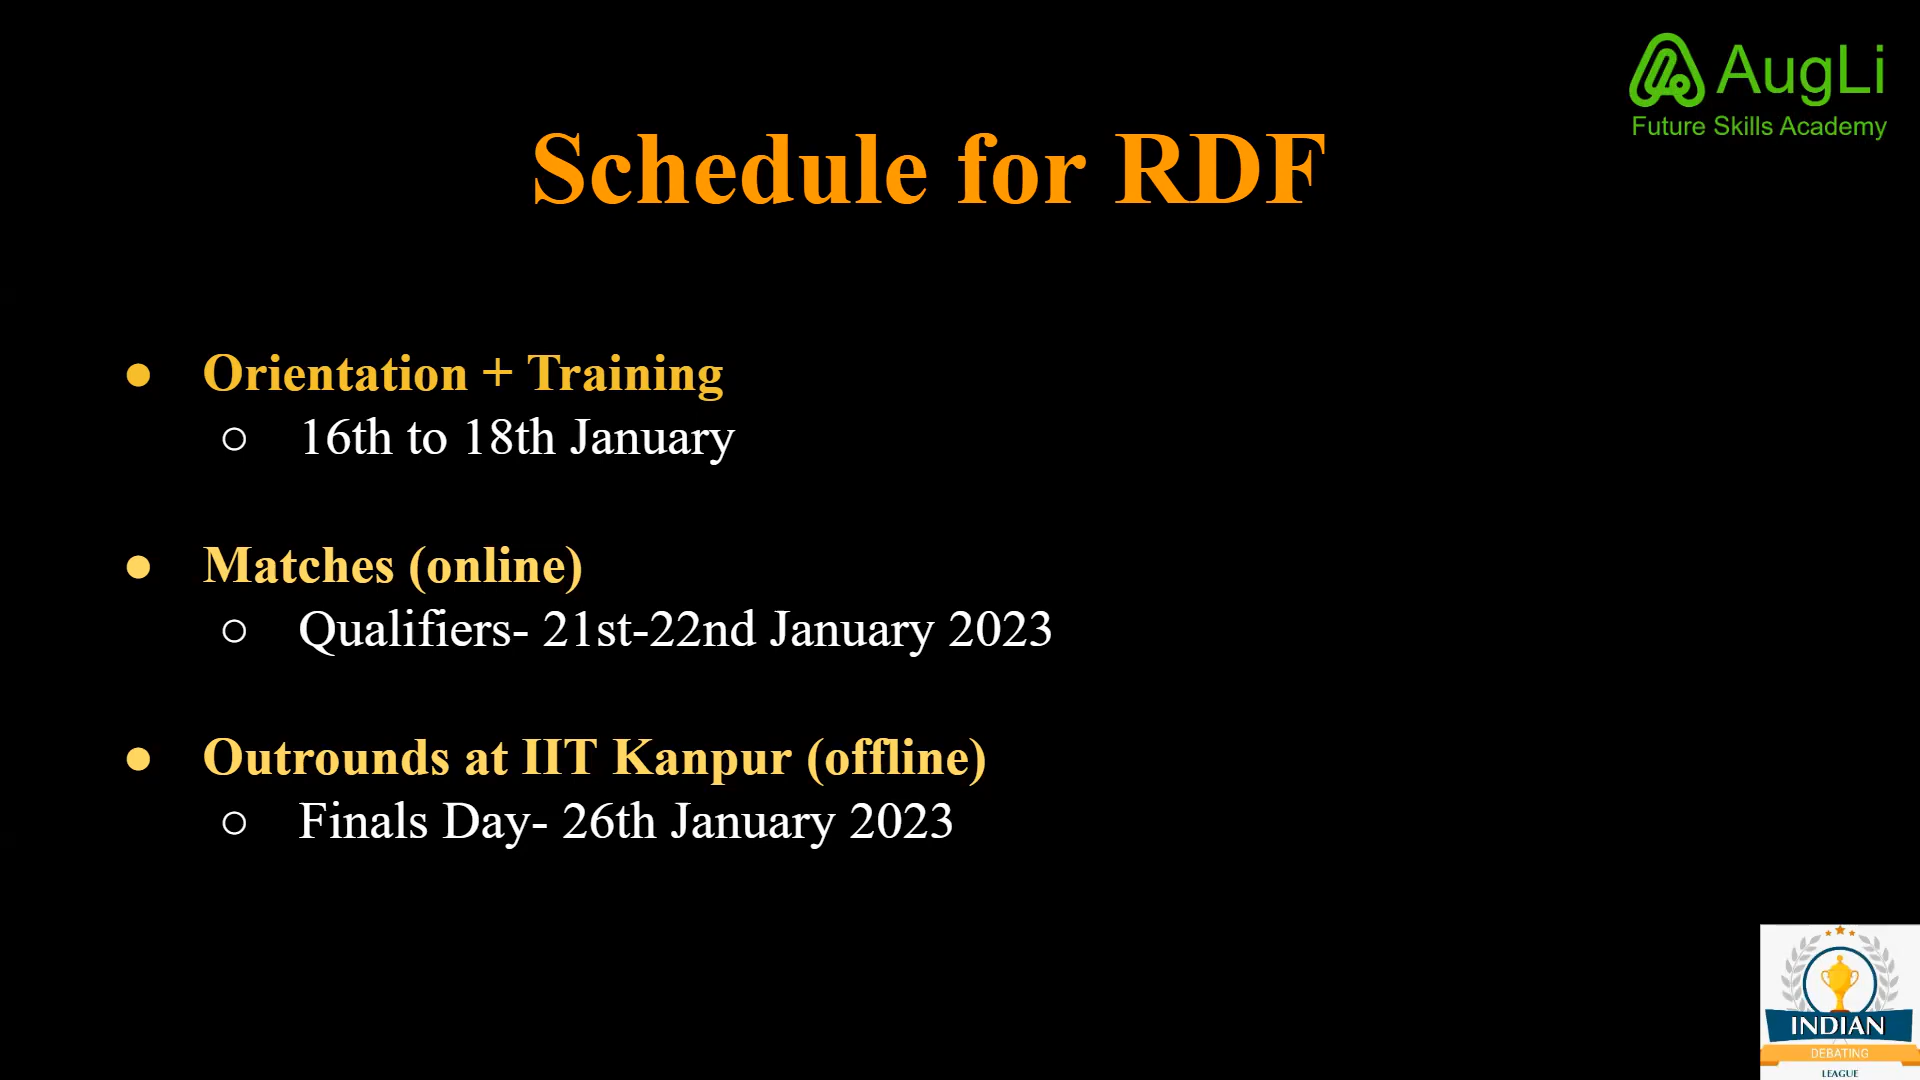 AugLi
Future Skills Academy
Schedule for RDF
● Orientation + Training
○ 16th to 18th January
● Matches (online)
○ Qualifiers- 21st-22nd January 2023
● Outrounds at IIT Kanpur (offline)
○ Finals Day- 26th January 2023
INDIAN
DEBATING
LEAGUE